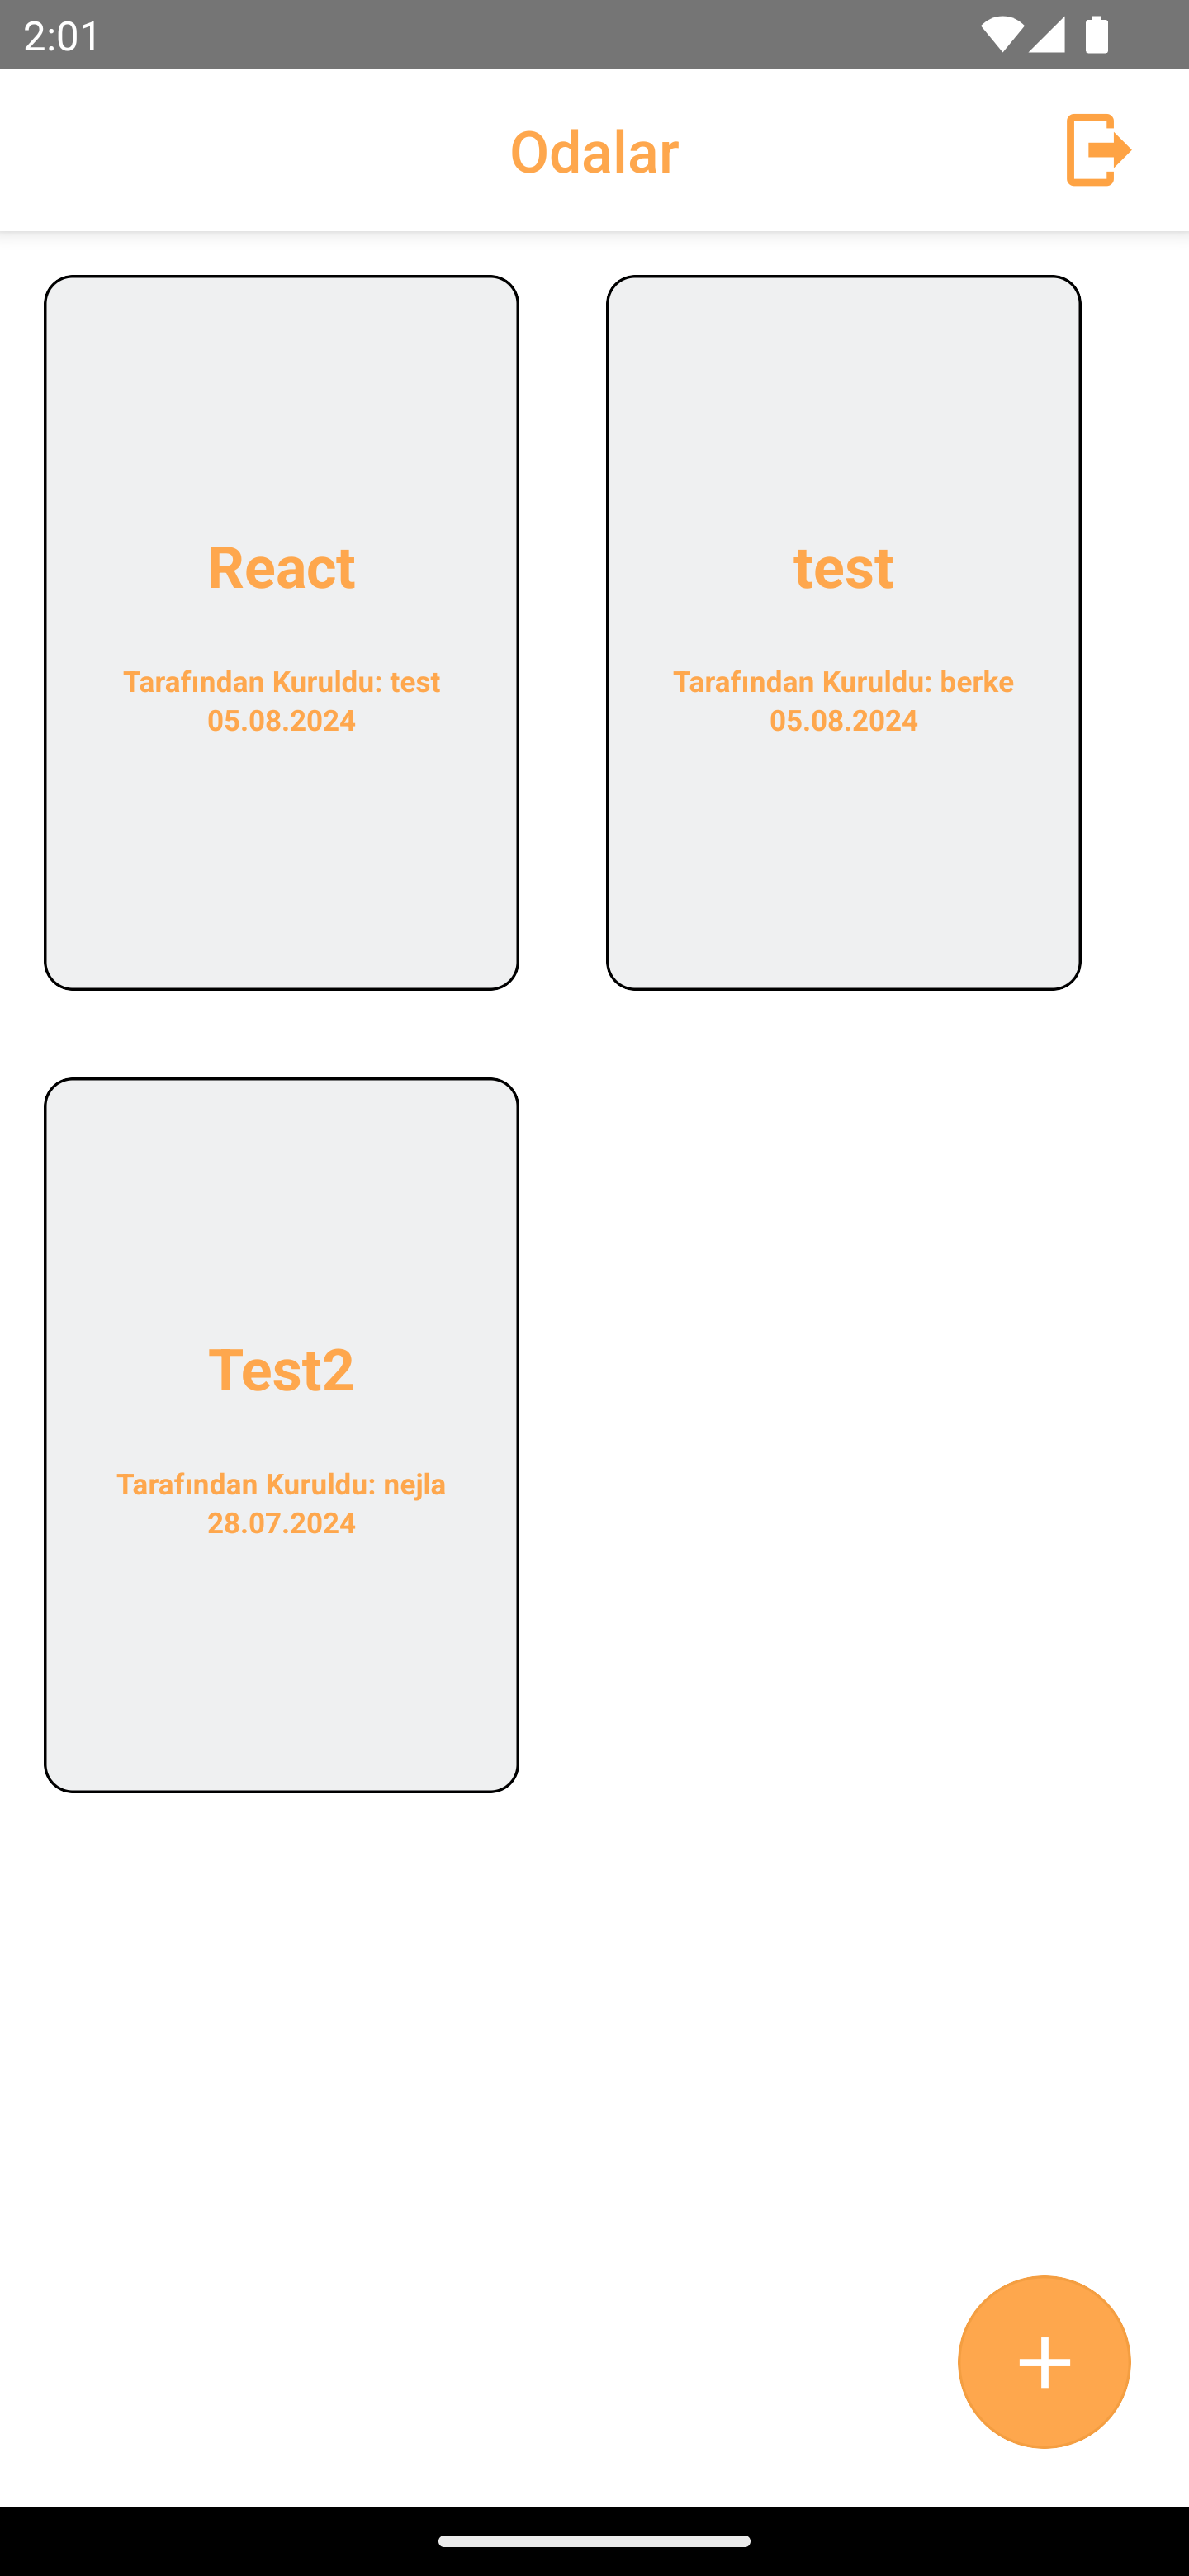 2:01
Odalar
React
Tarafından Kuruldu: test
05.08.2024
test
Tarafından Kuruldu: berke
05.08.2024
Test2
Tarafından Kuruldu: nejla
28.07.2024